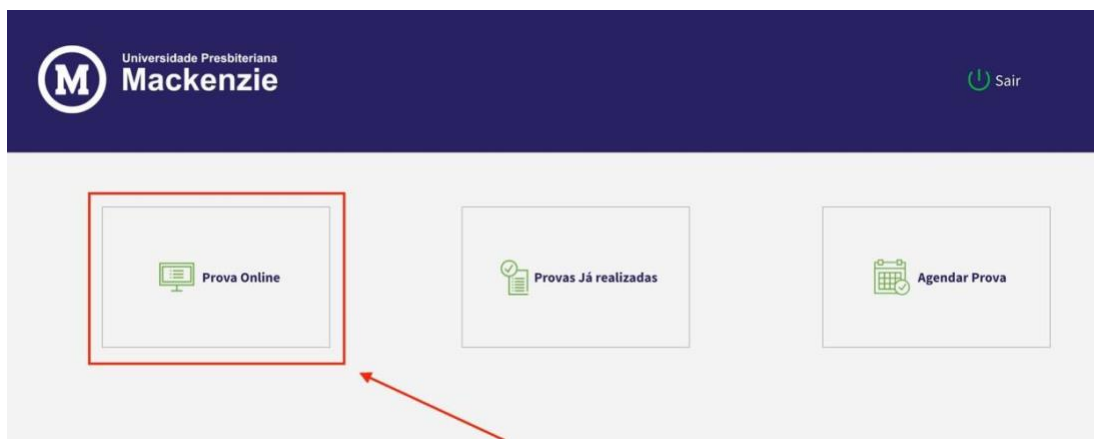 Universidade Presbiteriana
Mackenzie
Sair
Prova Online
Provas Já realizadas
Agendar Prova